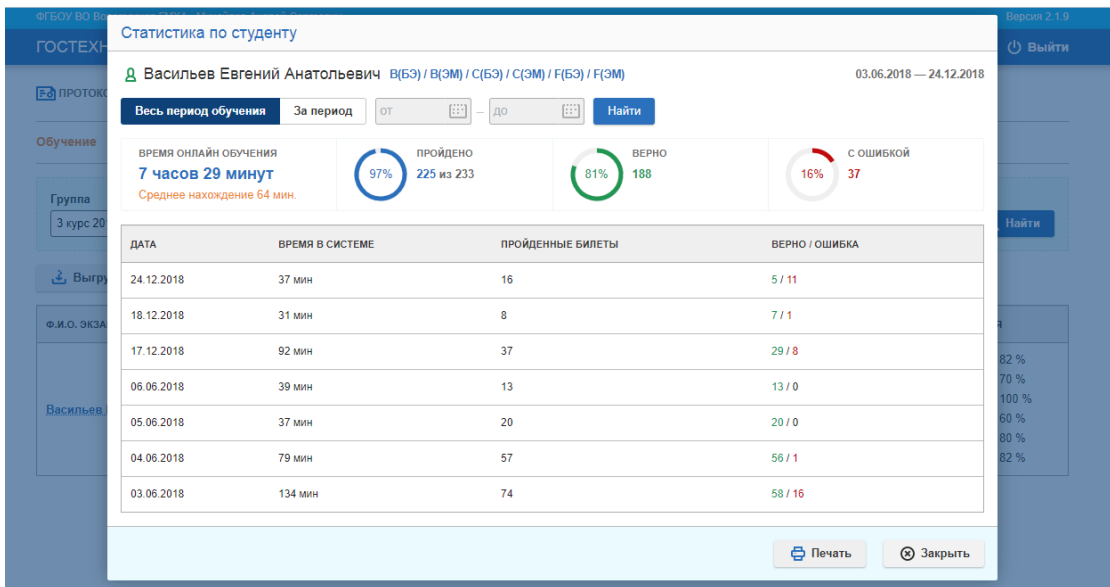 ФГБОУ ВО Во
Версия 2.1.9
ГОСТЕХН
Выйти
Статистика по студенту
Васильев Евгений Анатольевич B(БЭ) / B(ЭМ) / C(БЭ) / C(ЭМ) / F(БЭ) / F(ЭМ)
03.06.2018 — 24.12.2018
ПРОТОКО
Весь период обучения За период от – до Найти
Обучение
ВРЕМЯ ОНЛАЙН ОБУЧЕНИЯ
7 часов 29 минут
Среднее нахождение 64 мин.
97%
ПРОЙДЕНО
225 из 233
81%
ВЕРНО
188
16%
С ОШИБКОЙ
37
Группа
3 курс 20
Найти
Выгру
ДАТА ВРЕМЯ В СИСТЕМЕ ПРОЙДЕННЫЕ БИЛЕТЫ ВЕРНО / ОШИБКА
24.12.2018 37 мин 16 5 / 11
18.12.2018 31 мин 8 7 / 1
17.12.2018 92 мин 37 29 / 8
06.06.2018 39 мин 13 13 / 0
05.06.2018 37 мин 20 20 / 0
04.06.2018 79 мин 57 56 / 1
03.06.2018 134 мин 74 58 / 16
Ф.И.О. ЭКЗА
Я
Васильев
82 %
70 %
100 %
60 %
80 %
82 %
Печать Закрыть